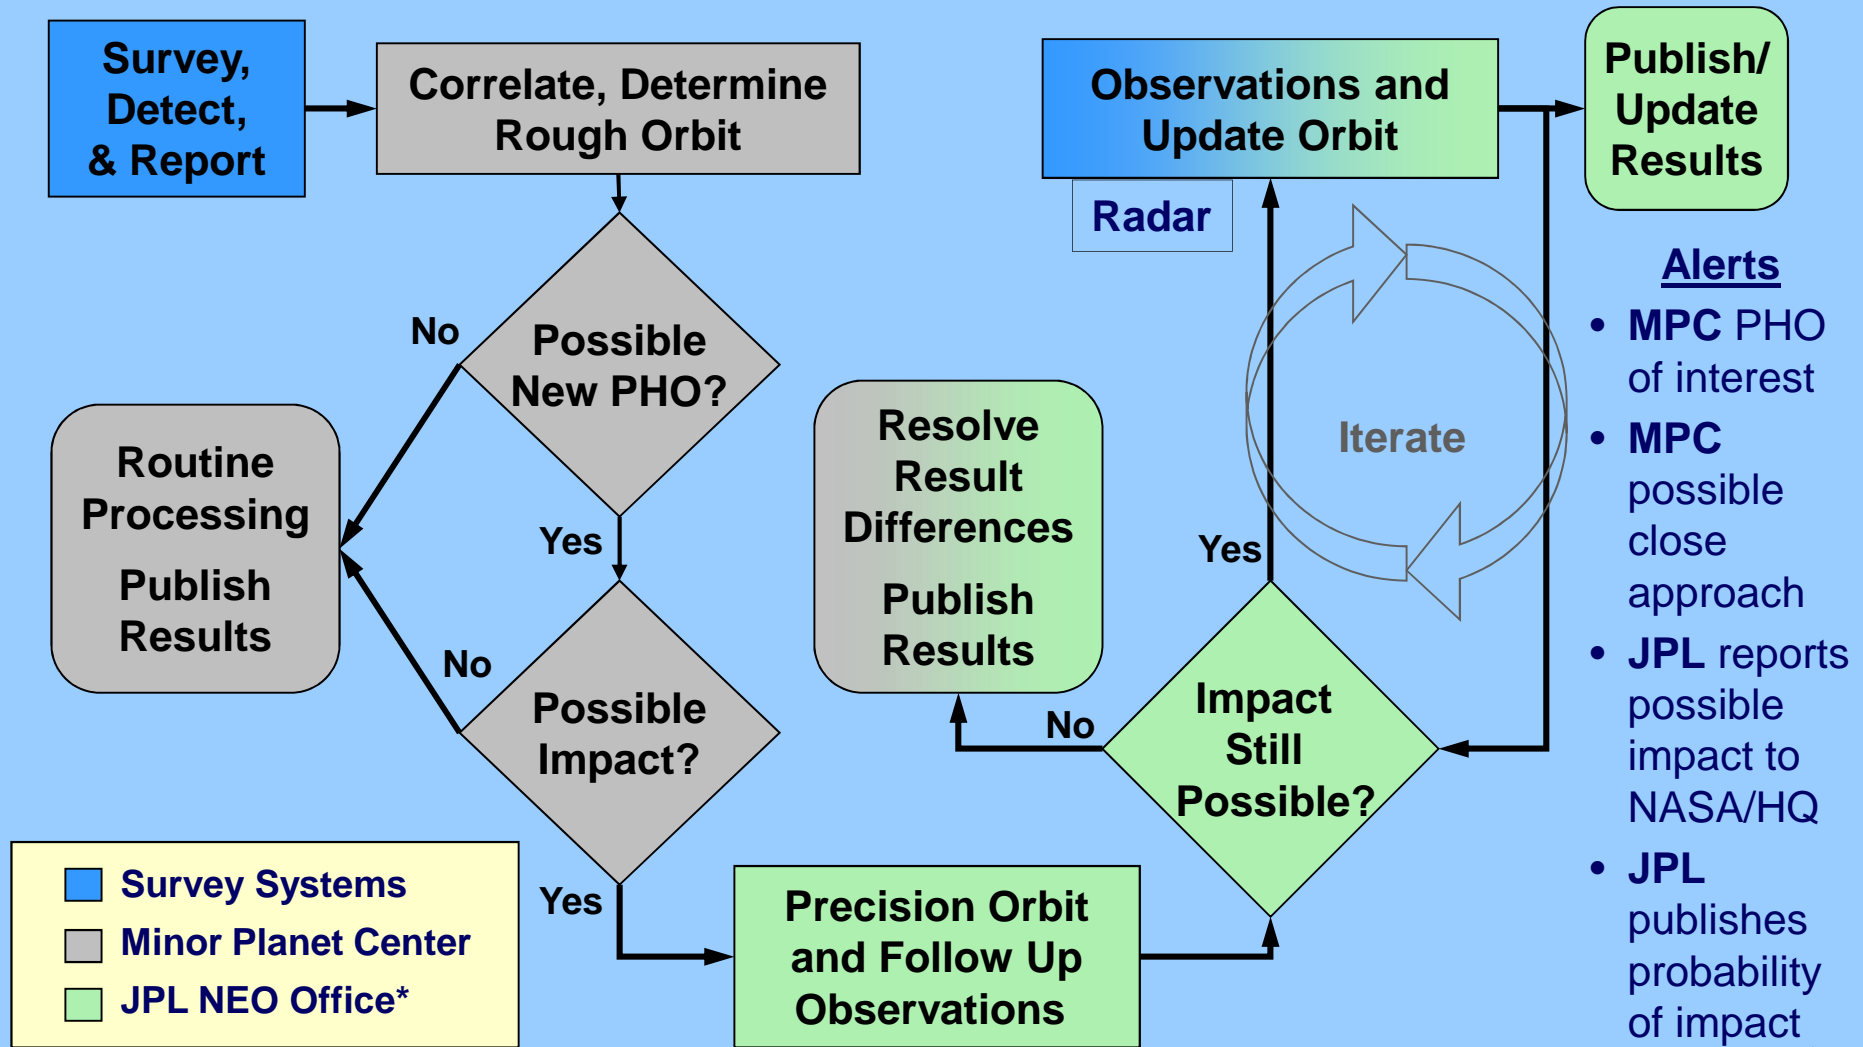 Survey,
Detect,
& Report
Correlate, Determine
Rough Orbit
No
Possible
New PHO?
Routine
Processing
Publish
Results
Yes
No
Possible
Impact?
Yes
Precision Orbit
and Follow Up
Observations
Survey Systems
Minor Planet Center
JPL NEO Office*
Observations and
Update Orbit
Radar
Publish/
Update
Results
Iterate
Resolve
Result
Differences
Publish
Results
Yes
No
Impact
Still
Possible?
Alerts
• MPC PHO
of interest
• MPC
possible
close
approach
• JPL reports
possible
impact to
NASA/HQ
• JPL
publishes
probability
of impact